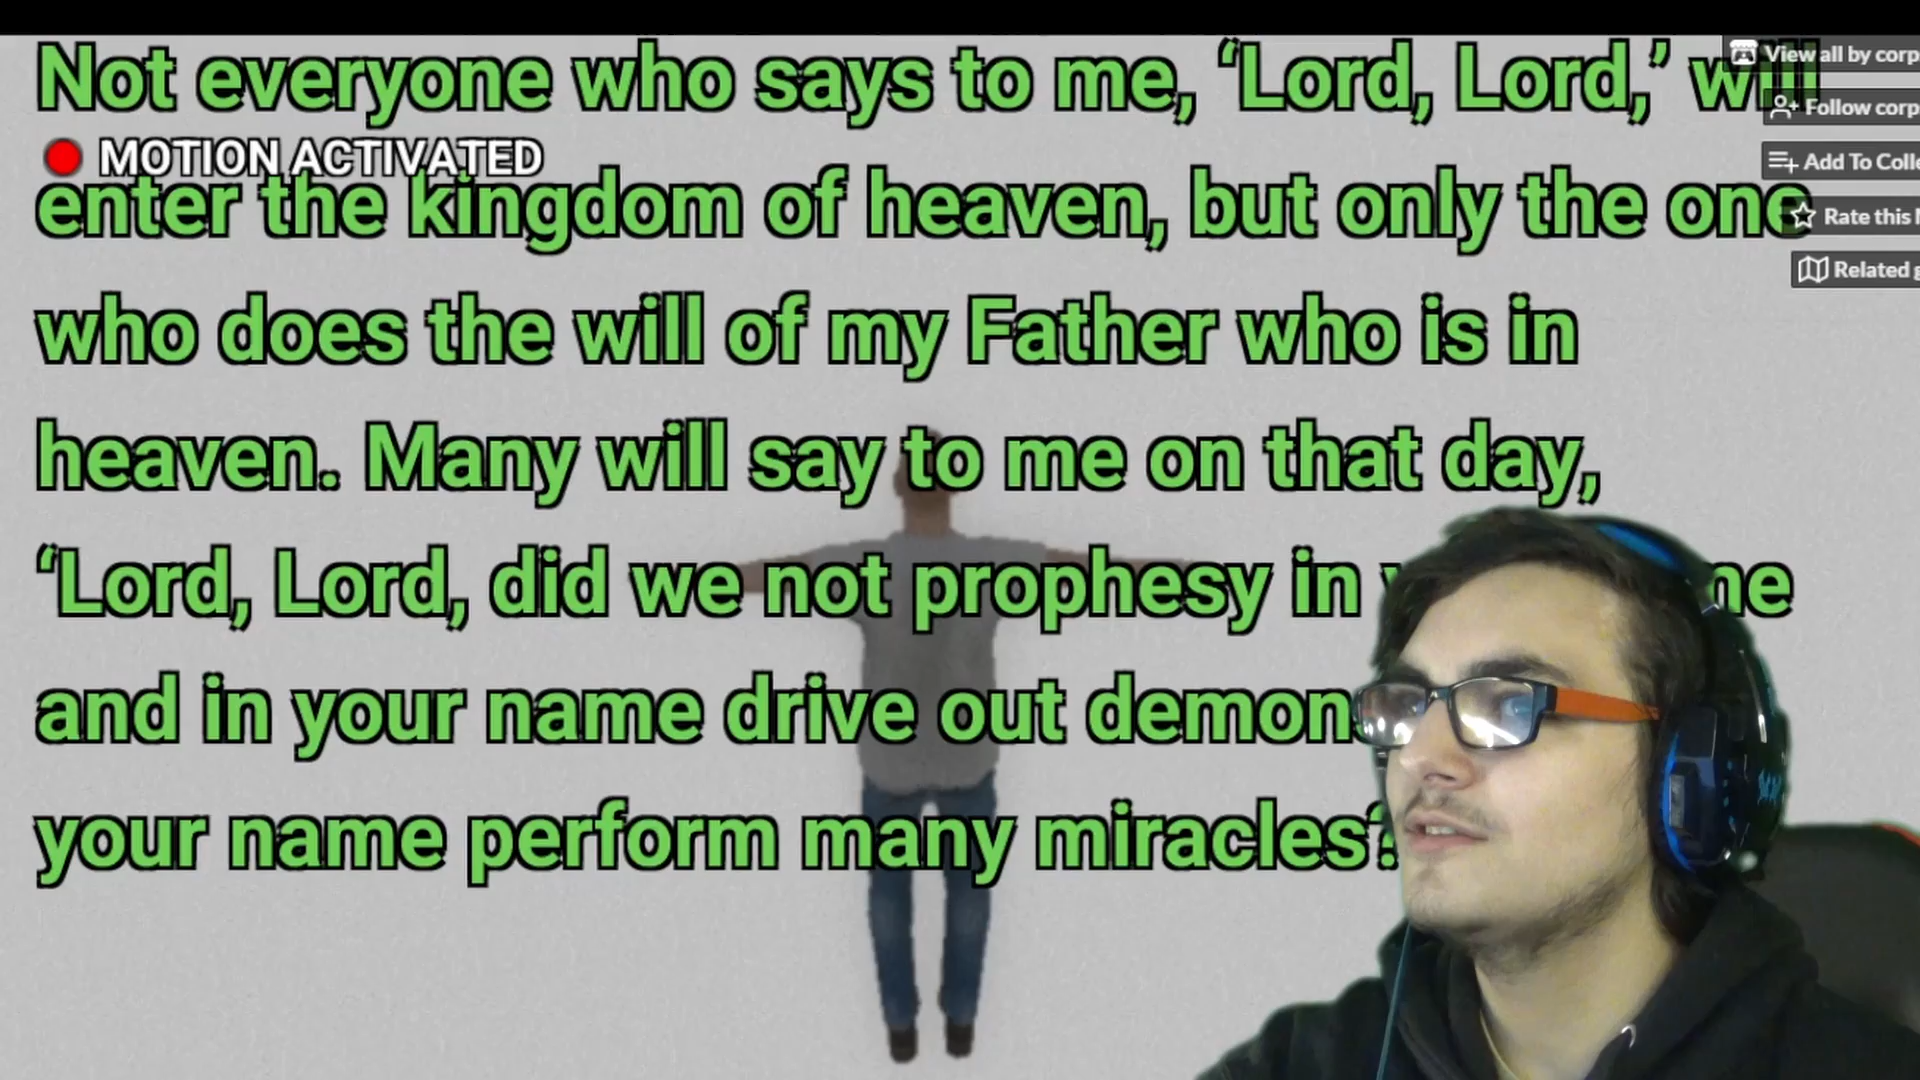 Not everyone who says to me, ‘Lord, Lord,’ will
MOTION ACTIVATED
enter the kingdom of heaven, but only the one
who does the will of my Father who is in
heaven. Many will say to me on that day,
‘Lord, Lord, did we not prophesy in
and in your name drive out demons
your name perform many miracles?
View all by corp
Follow corp
Add To Colle
Rate this
Related g